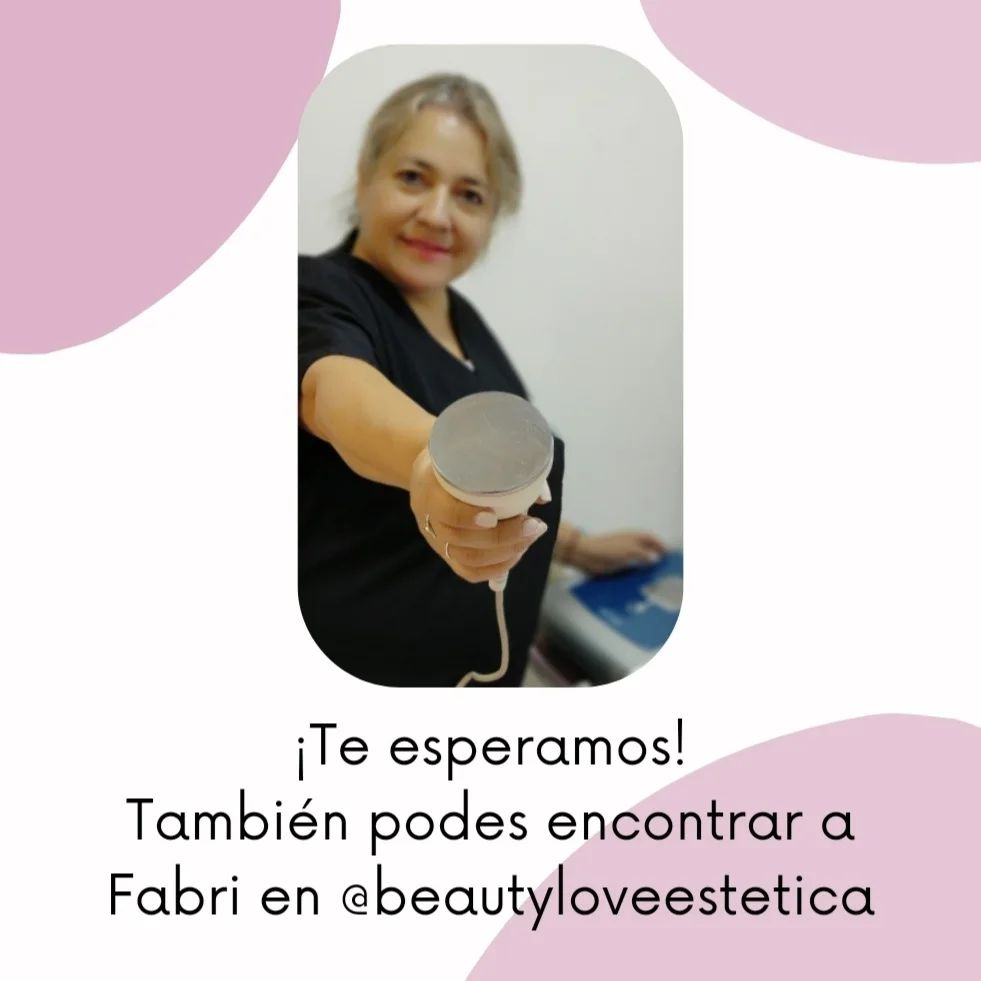 ¡Te esperamos!
También podes encontrar a
Fabri en @beautyloveestetica